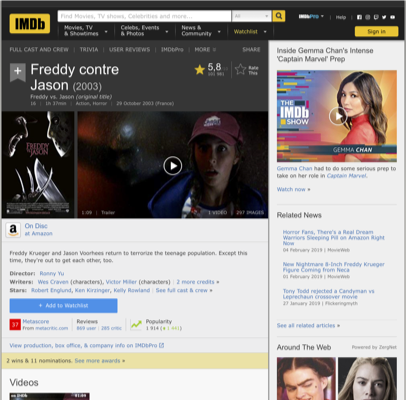 IMDb
Find Movies, TV shows, Celebrities and more...
All
IMDbPro
Help
Movies, TV & Showtimes
Celebs, Events & Photos
News & Community
Watchlist
Sign in
FULL CAST AND CREW | TRIVIA | USER REVIEWS | IMDbPro | MORE
SHARE
Freddy contre
Jason (2003)
5,8
Rate This
Freddy vs. Jason (original title)
16 | 1h 37min | Action, Horror | 29 October 2003 (France)
FREDDY
JASON
1:09 | Trailer
1 VIDEO | 297 IMAGES
On Disc
at Amazon
Freddy Krueger and Jason Voorhees return to terrorize the teenage population. Except this
time, they're out to get each other, too.
Director: Ronny Yu
Writers: Wes Craven (characters), Victor Miller (characters) | 2 more credits »
Stars: Robert Englund, Ken Kirzinger, Kelly Rowland | See full cast & crew »
+ Add to Watchlist
37
Metascore
From metacritic.com
Reviews
869 user | 205 critic
Popularity
1 914
View production, box office, & company info on IMDbPro
2 wins & 11 nominations. See more awards »
Videos
Inside Gemma Chan's Intense
'Captain Marvel' Prep
THE
IMDb
SHOW
GEMMA CHAN
Gemma Chan had to do some serious prep to
take on her role in Captain Marvel.
Watch now »
Related News
Horror Fans, There's a Real Dream
Warriors Sleeping Pill on Amazon Right
Now
04 February 2019 | MovieWeb
New Nightmare 8-Inch Freddy Krueger
Figure Coming from Neca
01 February 2019 | MovieWeb
Tony Todd rejected a Candyman vs
Leprechaun crossover movie
27 January 2019 | Flickeringmyth
See all related articles »
Around The Web
Powered by ZergNet